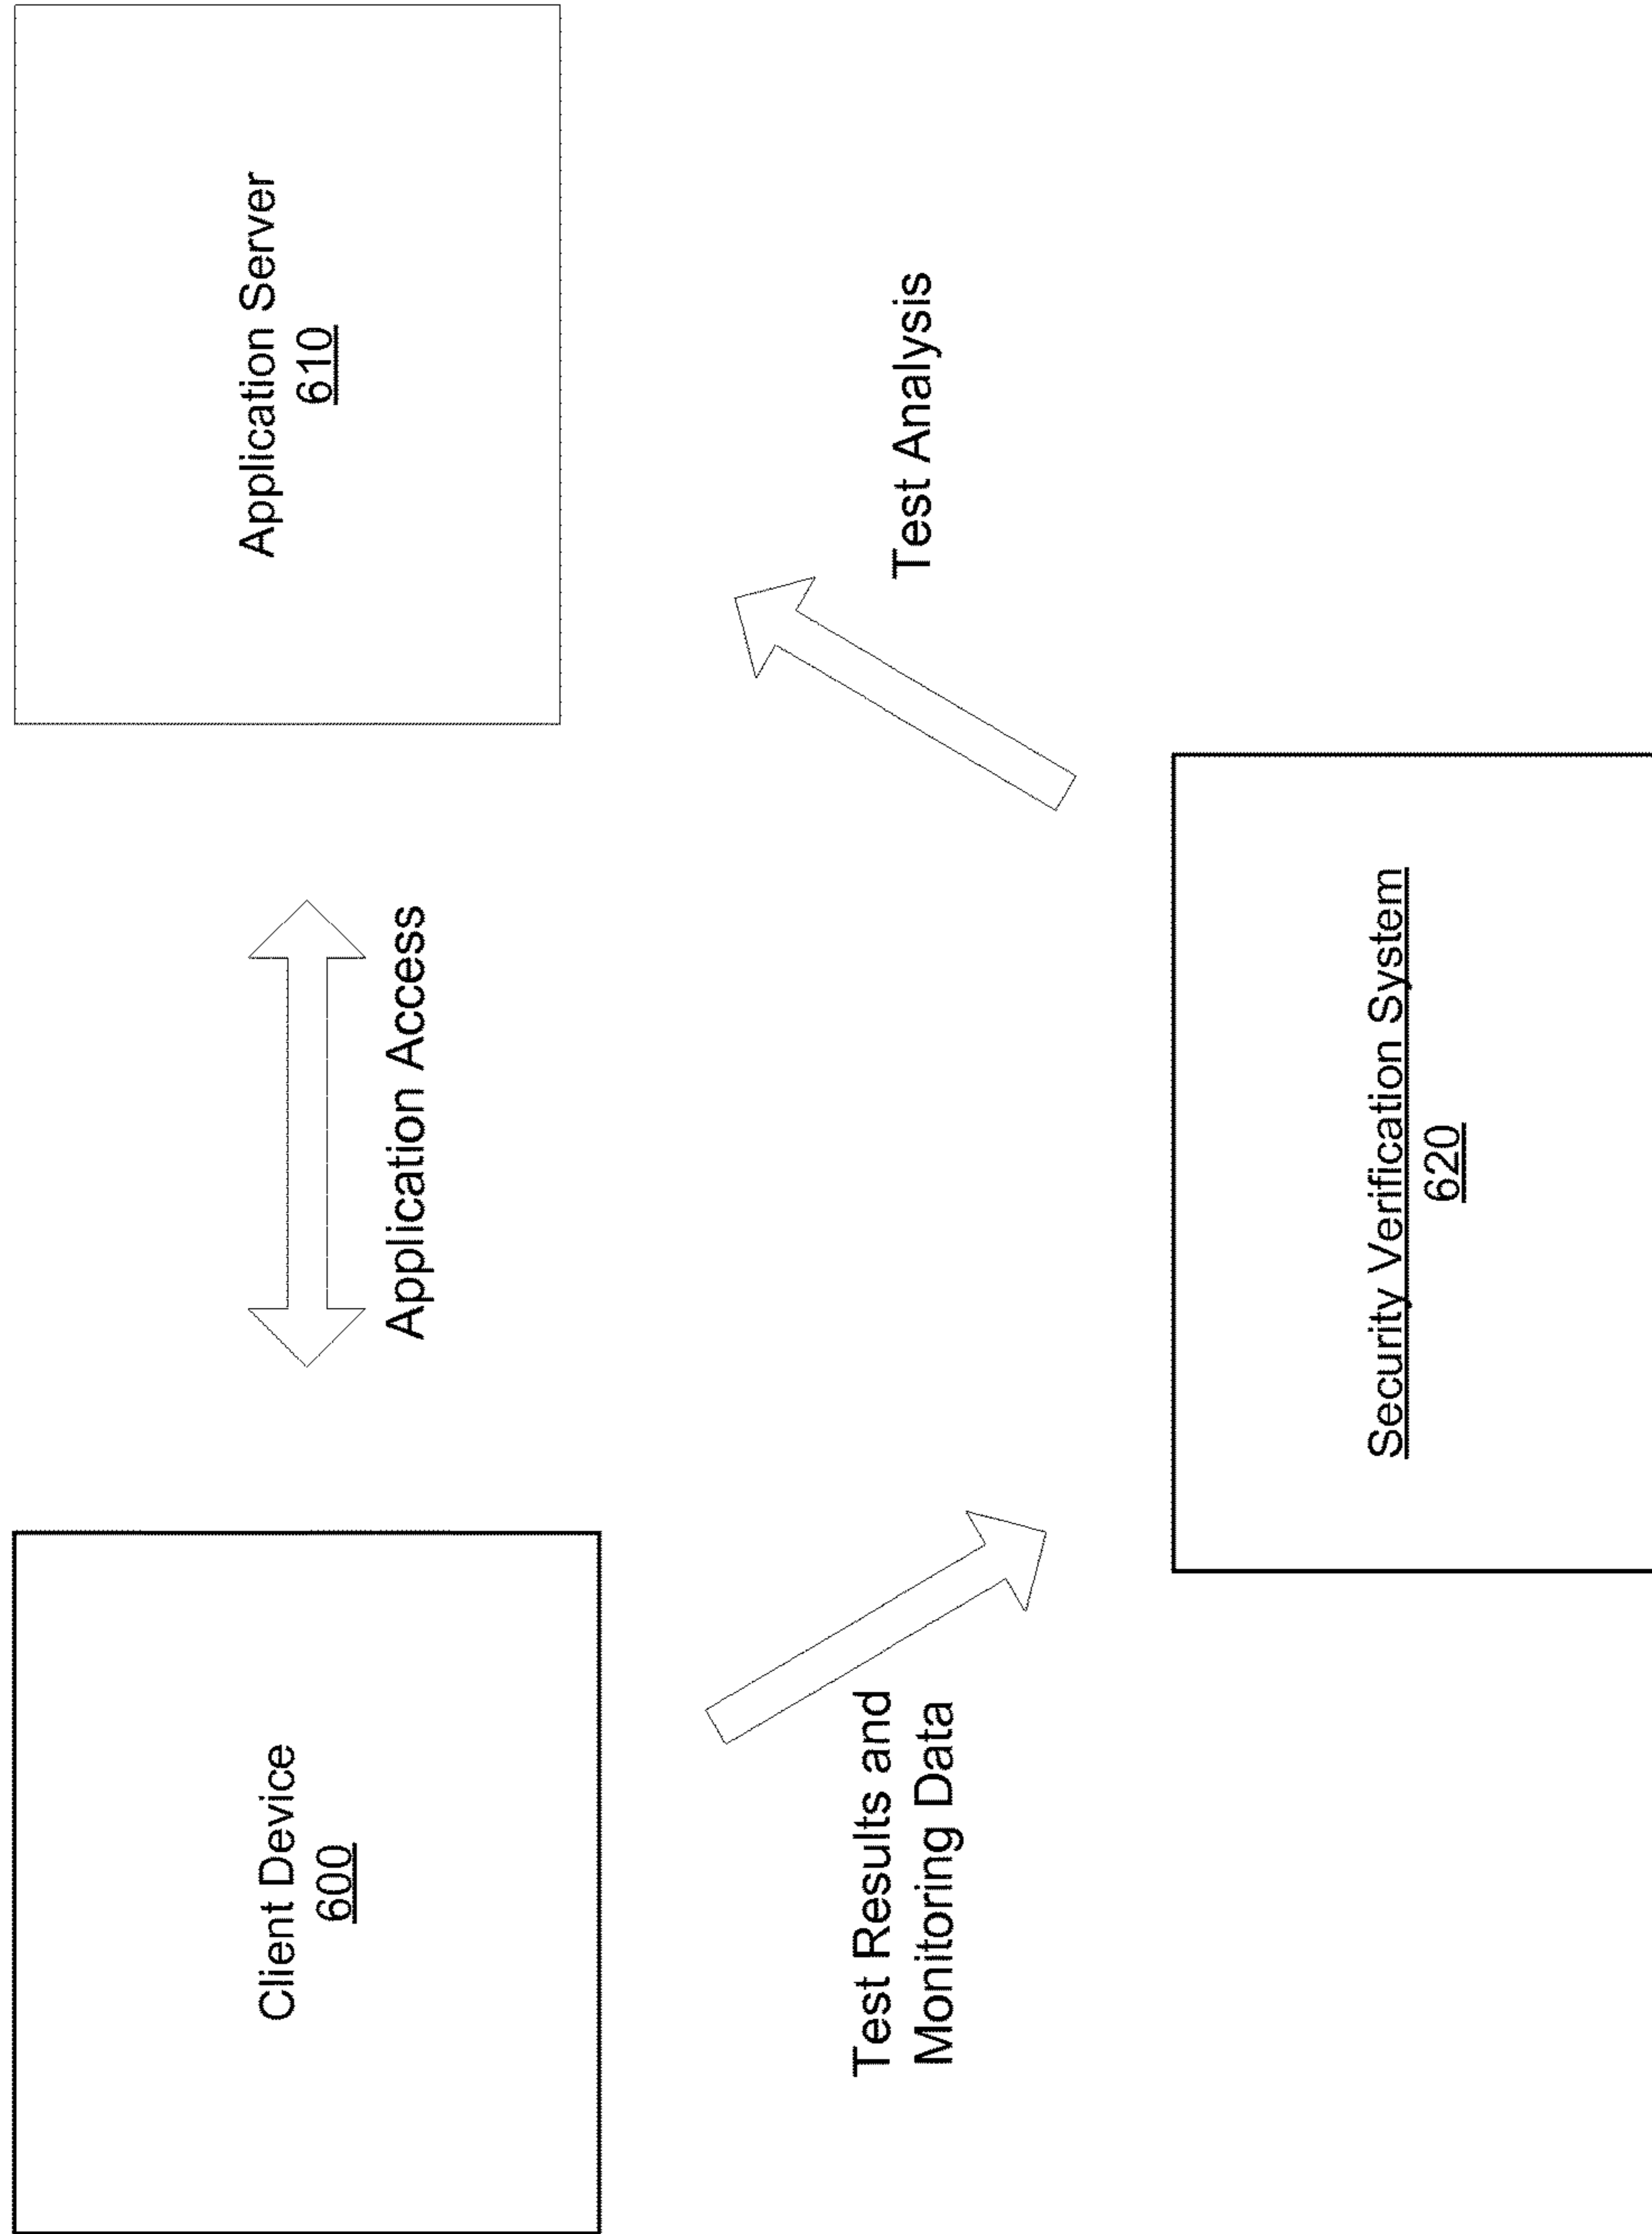 Client Device
600
Application Access
Application Server
610
Test Results and
Monitoring Data
Test Analysis
Security Verification System
620